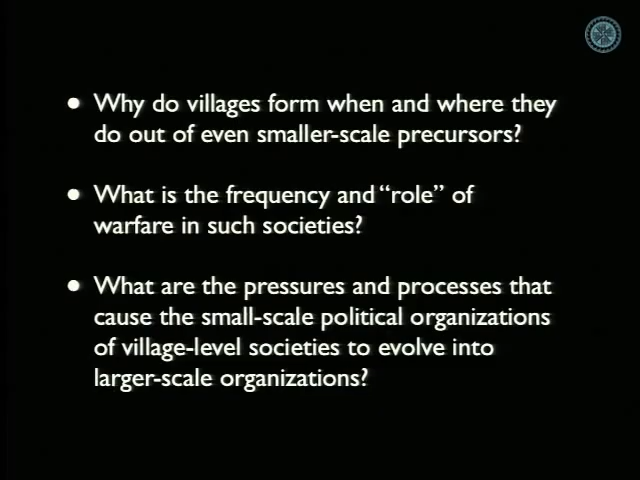 • Why do villages form when and where they
do out of even smaller-scale precursors?
• What is the frequency and “role” of
warfare in such societies?
• What are the pressures and processes that
cause the small-scale political organizations
of village-level societies to evolve into
larger-scale organizations?